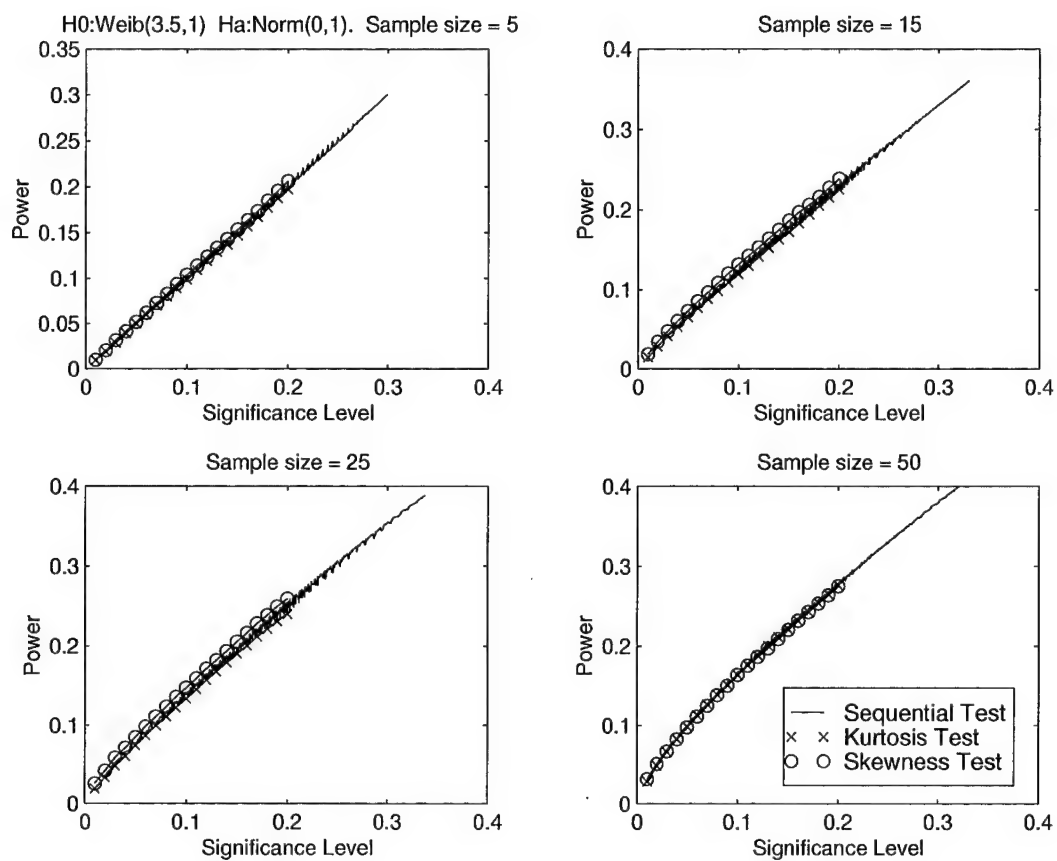 H0:Weib(3.5,1) Ha:Norm(0,1). Sample size = 5
0.35
0.3
0.25
0.2
0.15
0.1
0.05
0
Power
0 0.1 0.2 0.3 0.4
Significance Level
Sample size = 15
0.4
0.3
0.2
0.1
0
Power
0 0.1 0.2 0.3 0.4
Significance Level
Sample size = 25
0.4
0.3
0.2
0.1
0
Power
0 0.1 0.2 0.3 0.4
Significance Level
Sample size = 50
0.4
0.3
0.2
0.1
0
Power
Sequential Test
Kurtosis Test
Skewness Test
0 0.1 0.2 0.3 0.4
Significance Level